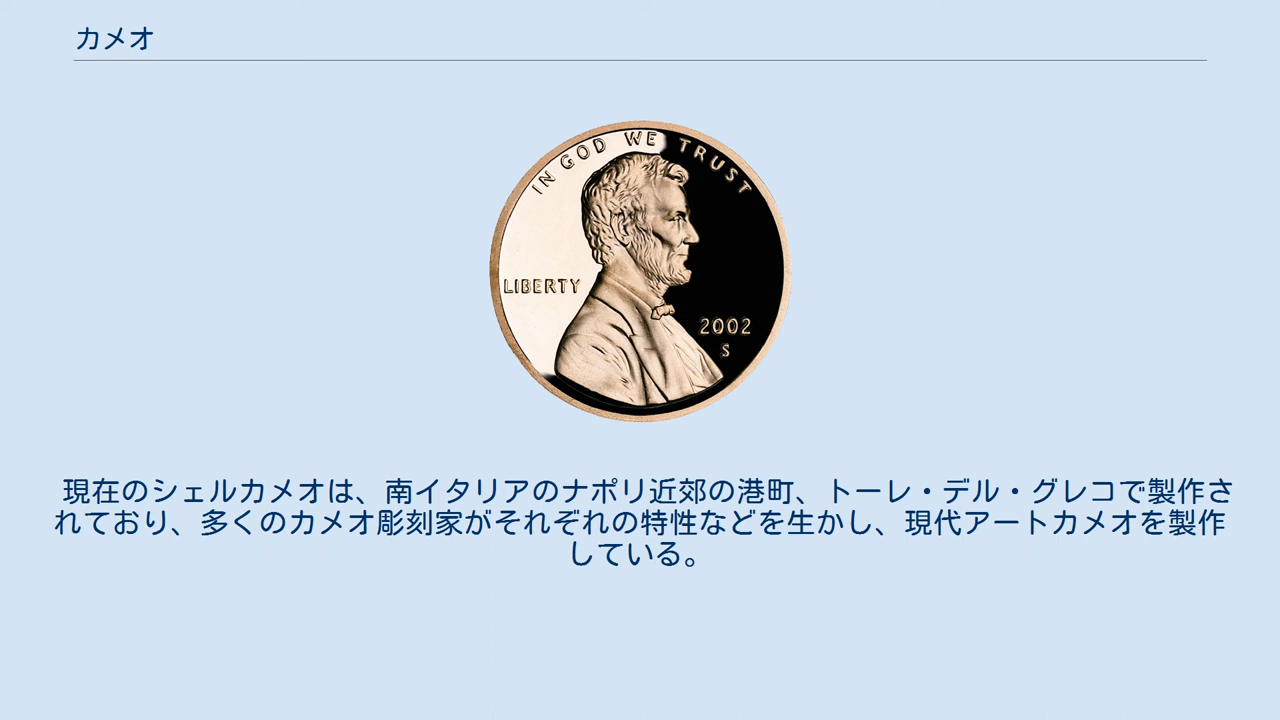 カメオ
IN GOD WE TRUST
LIBERTY
2002
S
現在のシェルカメオは、南イタリアのナポリ近郊の港町、トーレ・デル・グレコで製作さ
れており、多くのカメオ彫刻家がそれぞれの特性などを生かし、現代アートカメオを製作
している。